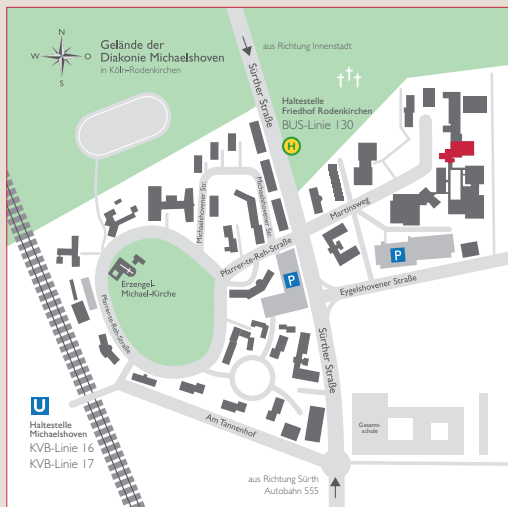 N
W O
S
Gelände der
Diakonie Michaelshoven
in Köln-Rodenkirchen
aus Richtung Innenstadt
Sürther Straße
Haltestelle
Friedhof Rodenkirchen
BUS-Linie 130
H
Michaelshovener Str.
Michaelshovener Str.
Martinsweg
Pfarrer-te-Reh-Straße
P
P
Eygelshovener Straße
Erzengel-
Michael-Kirche
Pfarrer-te-Reh-Straße
Sürther Straße
U
Haltestelle
Michaelshoven
KVB-Linie 16
KVB-Linie 17
Am Tannenhof
Gesamt-
schule
aus Richtung Sürth
Autobahn 555